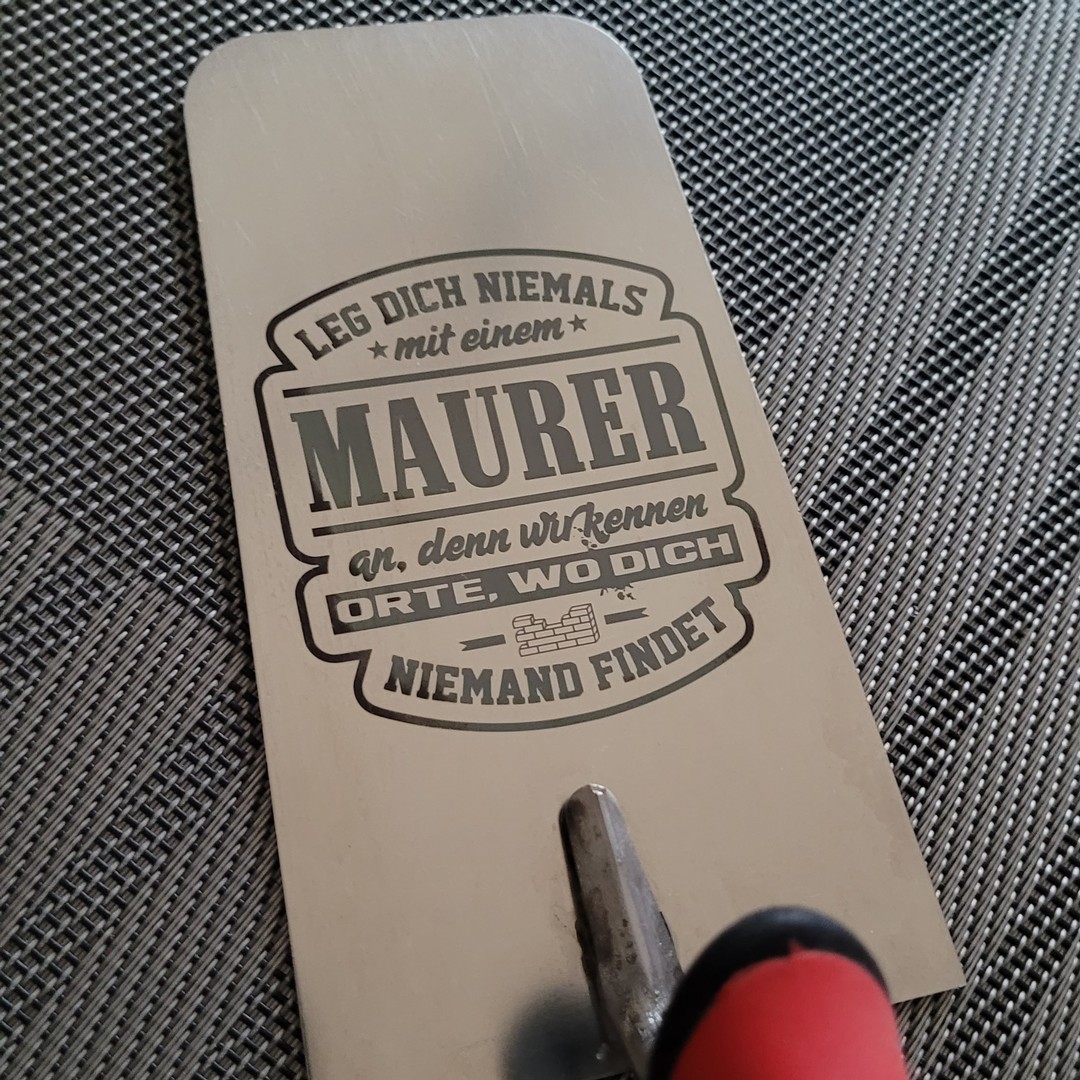 LEG DICH NIEMALS
mit einem
MAURER
an, denn wir kennen
ORTE, WO DICH
NIEMAND FINDET